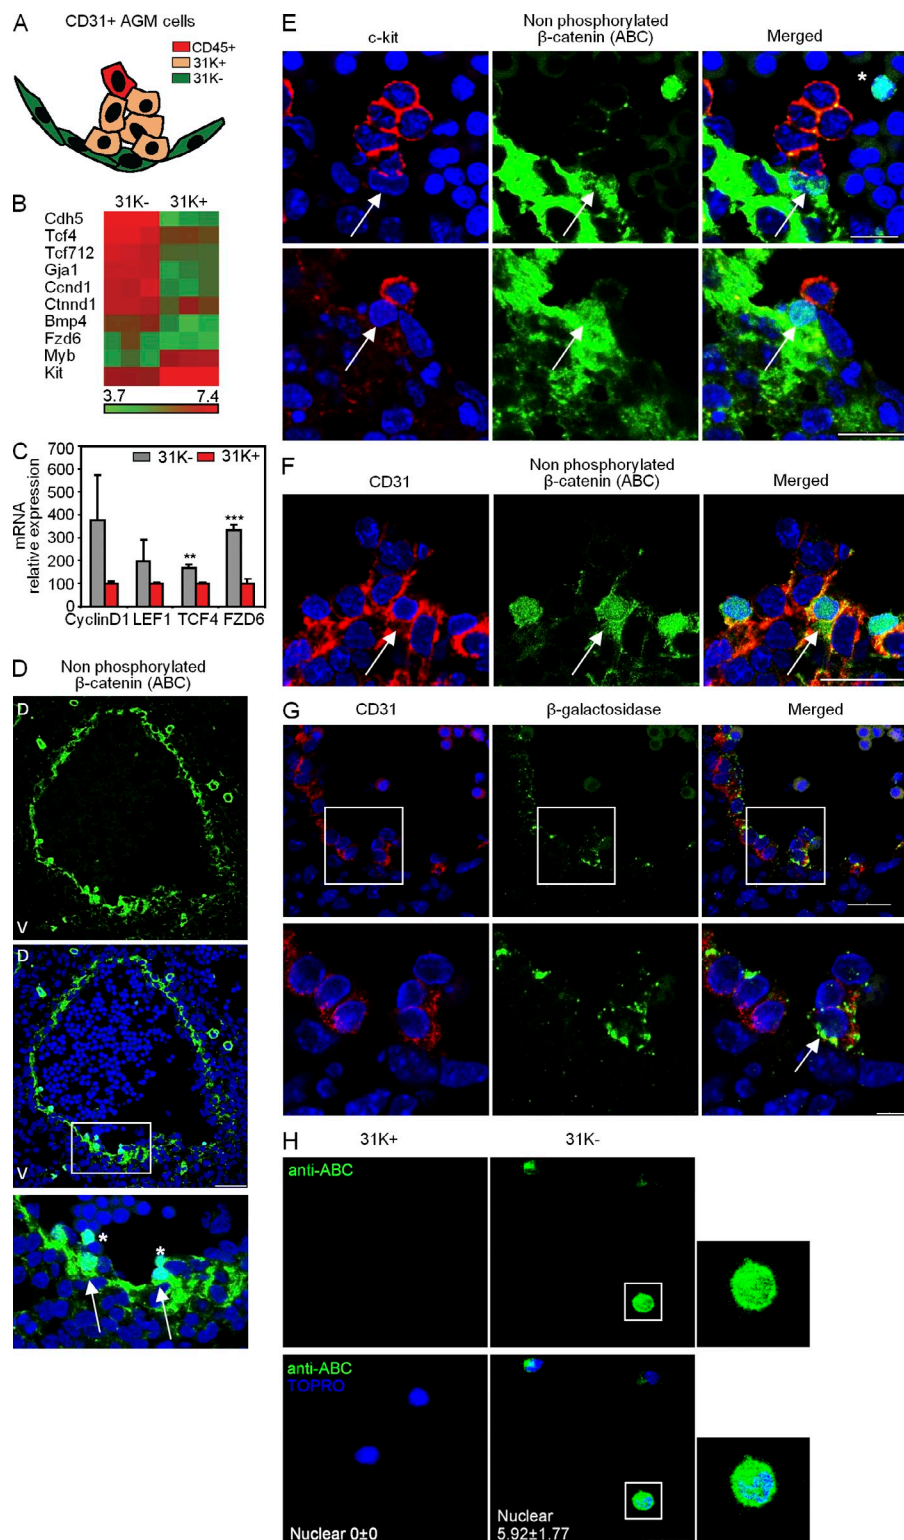 A
CD31+ AGM cells
CD45+
31K+
31K-
B
31K- 31K+
Cdh5
Tcf4
Tcf712
Gja1
Ccnd1
Ctnnd1
Bmp4
Fzd6
Myb
Kit
3.7 7.4
C
mRNA
relative expression
700
600
500
400
300
200
100
0
31K- 31K+
**
***
CyclinD1 LEF1 TCF4 FZD6
D
Non phosphorylated
β-catenin (ABC)
D
V
D
V
*
*
E
c-kit
Non phosphorylated
β-catenin (ABC)
Merged
*
F
CD31
Non phosphorylated
β-catenin (ABC)
Merged
G
CD31
β-galactosidase
Merged
H
31K+
31K-
anti-ABC
anti-ABC
TOPRO
Nuclear 0±0
Nuclear
5.92±1.77